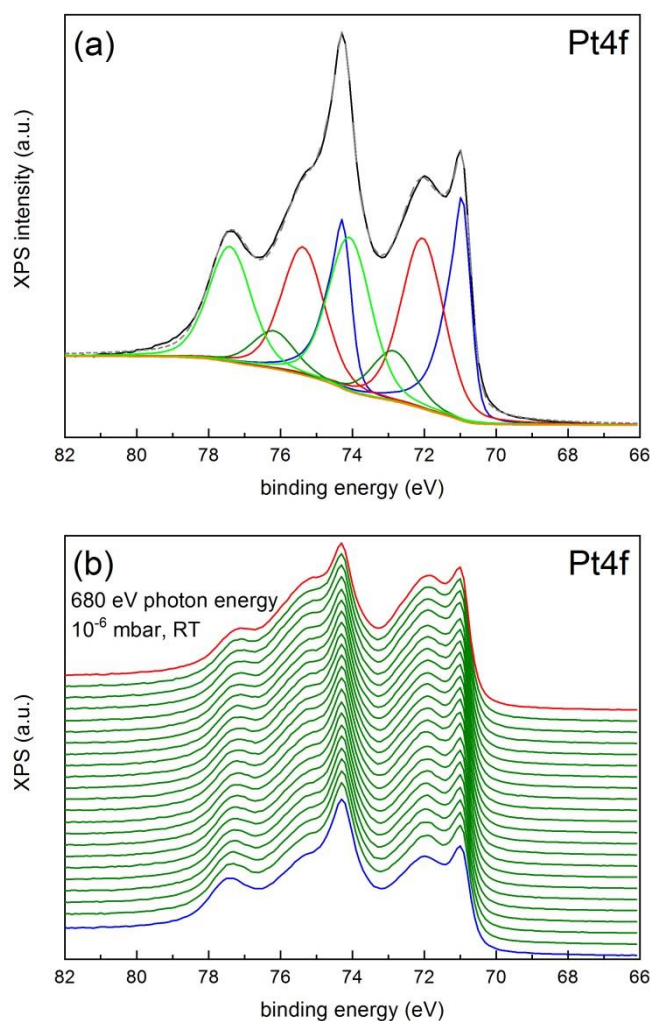 (a)
Pt4f
XPS intensity (a.u.)
82 80 78 76 74 72 70 68 66
binding energy (eV)
(b)
Pt4f
680 eV photon energy
10⁻⁶ mbar, RT
XPS (a.u.)
82 80 78 76 74 72 70 68 66
binding energy (eV)